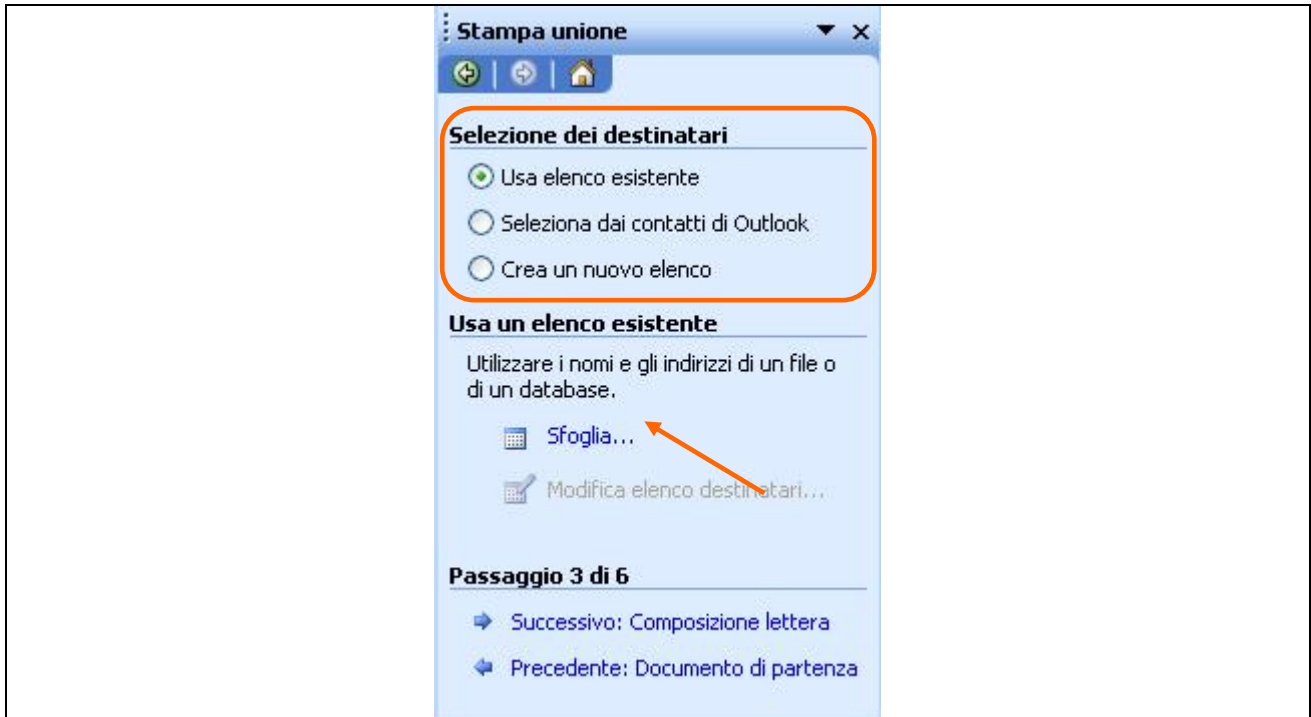 Stampa unione
Selezione dei destinatari
Usa elenco esistente
Seleziona dai contatti di Outlook
Crea un nuovo elenco
Usa un elenco esistente
Utilizzare i nomi e gli indirizzi di un file o
di un database.
Sfoglia...
Modifica elenco destinatari...
Passaggio 3 di 6
Successivo: Composizione lettera
Precedente: Documento di partenza